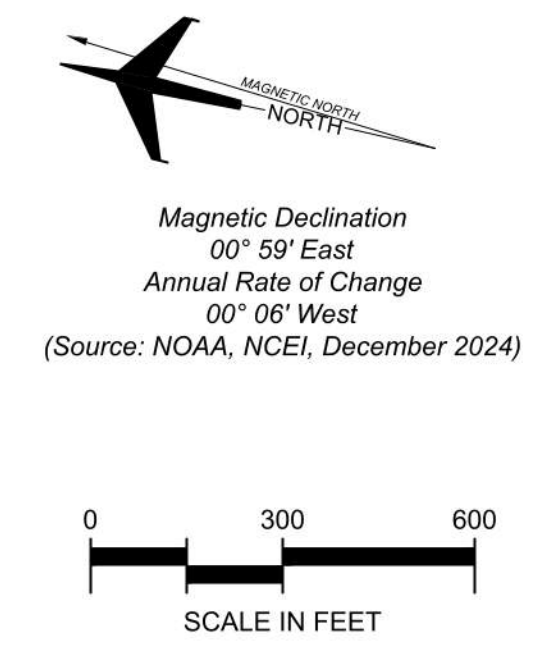 MAGNETIC NORTH
NORTH
Magnetic Declination
00° 59' East
Annual Rate of Change
00° 06' West
(Source: NOAA, NCEI, December 2024)
0 300 600
SCALE IN FEET